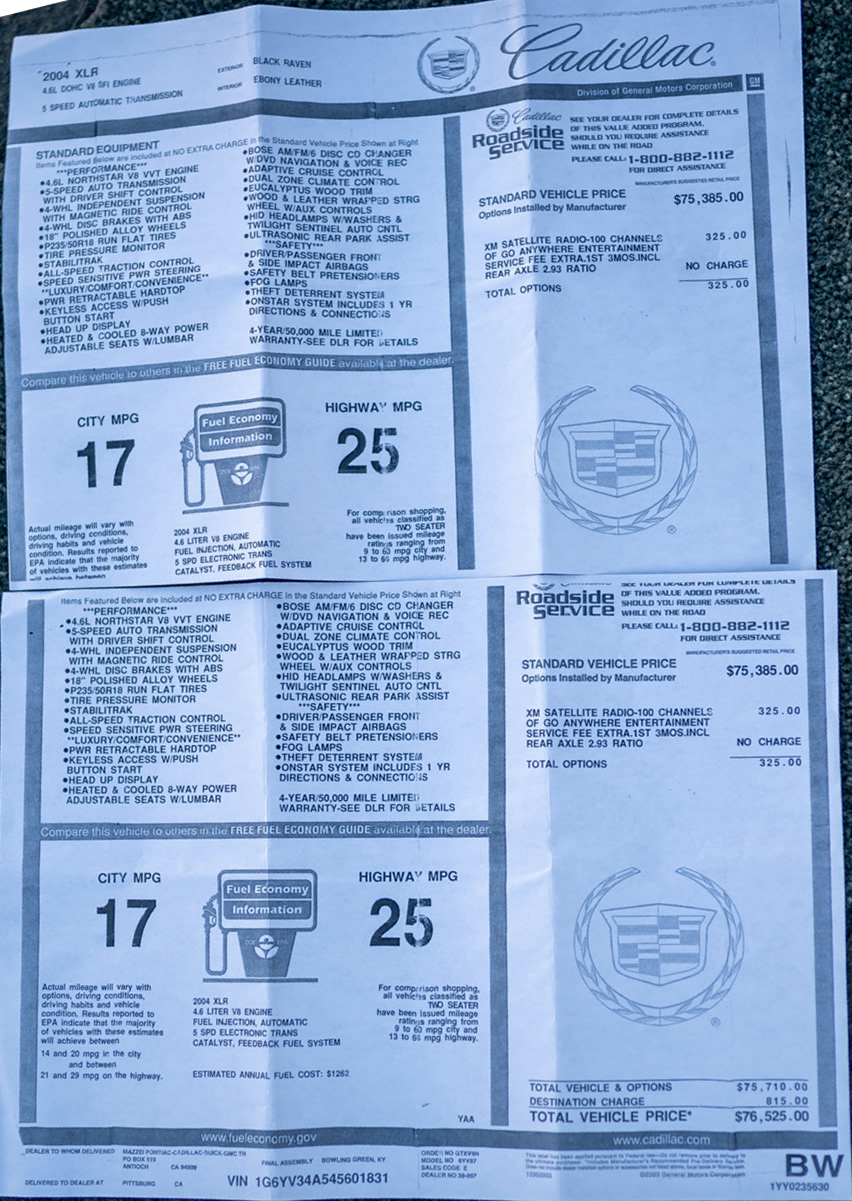 2004 XLR
4.6L DOHC V8 SFI ENGINE
5 SPEED AUTOMATIC TRANSMISSION
EXTERIOR BLACK RAVEN
INTERIOR EBONY LEATHER
Cadillac
Division of General Motors Corporation GM
STANDARD EQUIPMENT
Items Featured Below are included at NO EXTRA CHARGE in the Standard Vehicle Price Shown at Right
***PERFORMANCE***
•4.6L NORTHSTAR V8 VVT ENGINE
•5-SPEED AUTO TRANSMISSION
WITH DRIVER SHIFT CONTROL
•4-WHL INDEPENDENT SUSPENSION
WITH MAGNETIC RIDE CONTROL
•4-WHL DISC BRAKES WITH ABS
•18" POLISHED ALLOY WHEELS
•P235/50R18 RUN FLAT TIRES
•TIRE PRESSURE MONITOR
•STABILITRAK
•ALL-SPEED TRACTION CONTROL
•SPEED SENSITIVE PWR STEERING
**LUXURY/COMFORT/CONVENIENCE**
•PWR RETRACTABLE HARDTOP
•KEYLESS ACCESS W/PUSH
BUTTON START
•HEAD UP DISPLAY
•HEATED & COOLED 8-WAY POWER
ADJUSTABLE SEATS W/LUMBAR
•BOSE AM/FM/6 DISC CD CHANGER
W/DVD NAVIGATION & VOICE REC
•ADAPTIVE CRUISE CONTROL
•DUAL ZONE CLIMATE CONTROL
•EUCALYPTUS WOOD TRIM
•WOOD & LEATHER WRAPPED STRG
WHEEL W/AUX CONTROLS
•HID HEADLAMPS W/WASHERS &
TWILIGHT SENTINEL AUTO CNTL
•ULTRASONIC REAR PARK ASSIST
***SAFETY***
•DRIVER/PASSENGER FRONT
& SIDE IMPACT AIRBAGS
•SAFETY BELT PRETENSIONERS
•FOG LAMPS
•THEFT DETERRENT SYSTEM
•ONSTAR SYSTEM INCLUDES 1 YR
DIRECTIONS & CONNECTIONS
4-YEAR/50,000 MILE LIMITED
WARRANTY-SEE DLR FOR DETAILS
Cadillac
Roadside
Service
SEE YOUR DEALER FOR COMPLETE DETAILS
OF THIS VALUE ADDED PROGRAM.
SHOULD YOU REQUIRE ASSISTANCE
WHILE ON THE ROAD
PLEASE CALL: 1-800-882-1112
FOR DIRECT ASSISTANCE
MANUFACTURER'S SUGGESTED RETAIL PRICE
STANDARD VEHICLE PRICE $75,385.00
Options Installed by Manufacturer
XM SATELLITE RADIO-100 CHANNELS 325.00
OF GO ANYWHERE ENTERTAINMENT
SERVICE FEE EXTRA.1ST 3MOS.INCL
REAR AXLE 2.93 RATIO NO CHARGE
TOTAL OPTIONS 325.00
Compare this vehicle to others in the FREE FUEL ECONOMY GUIDE available at the dealer.
CITY MPG
17
Fuel Economy
Information
DOE EPA
HIGHWAY MPG
25
Actual mileage will vary with
options, driving conditions,
driving habits and vehicle
condition. Results reported to
EPA indicate that the majority
of vehicles with these estimates
will achieve between
2004 XLR
4.6 LITER V8 ENGINE
FUEL INJECTION, AUTOMATIC
5 SPD ELECTRONIC TRANS
CATALYST, FEEDBACK FUEL SYSTEM
For comparison shopping,
all vehicles classified as
TWO SEATER
have been issued mileage
ratings ranging from
9 to 60 mpg city and
13 to 66 mpg highway.
Items Featured Below are included at NO EXTRA CHARGE in the Standard Vehicle Price Shown at Right
***PERFORMANCE***
•4.6L NORTHSTAR V8 VVT ENGINE
•5-SPEED AUTO TRANSMISSION
WITH DRIVER SHIFT CONTROL
•4-WHL INDEPENDENT SUSPENSION
WITH MAGNETIC RIDE CONTROL
•4-WHL DISC BRAKES WITH ABS
•18" POLISHED ALLOY WHEELS
•P235/50R18 RUN FLAT TIRES
•TIRE PRESSURE MONITOR
•STABILITRAK
•ALL-SPEED TRACTION CONTROL
•SPEED SENSITIVE PWR STEERING
**LUXURY/COMFORT/CONVENIENCE**
•PWR RETRACTABLE HARDTOP
•KEYLESS ACCESS W/PUSH
BUTTON START
•HEAD UP DISPLAY
•HEATED & COOLED 8-WAY POWER
ADJUSTABLE SEATS W/LUMBAR
•BOSE AM/FM/6 DISC CD CHANGER
W/DVD NAVIGATION & VOICE REC
•ADAPTIVE CRUISE CONTROL
•DUAL ZONE CLIMATE CONTROL
•EUCALYPTUS WOOD TRIM
•WOOD & LEATHER WRAPPED STRG
WHEEL W/AUX CONTROLS
•HID HEADLAMPS W/WASHERS &
TWILIGHT SENTINEL AUTO CNTL
•ULTRASONIC REAR PARK ASSIST
***SAFETY***
•DRIVER/PASSENGER FRONT
& SIDE IMPACT AIRBAGS
•SAFETY BELT PRETENSIONERS
•FOG LAMPS
•THEFT DETERRENT SYSTEM
•ONSTAR SYSTEM INCLUDES 1 YR
DIRECTIONS & CONNECTIONS
4-YEAR/50,000 MILE LIMITED
WARRANTY-SEE DLR FOR DETAILS
Roadside
Service
SEE YOUR DEALER FOR COMPLETE DETAILS
OF THIS VALUE ADDED PROGRAM.
SHOULD YOU REQUIRE ASSISTANCE
WHILE ON THE ROAD
PLEASE CALL: 1-800-882-1112
FOR DIRECT ASSISTANCE
MANUFACTURER'S SUGGESTED RETAIL PRICE
STANDARD VEHICLE PRICE $75,385.00
Options Installed by Manufacturer
XM SATELLITE RADIO-100 CHANNELS 325.00
OF GO ANYWHERE ENTERTAINMENT
SERVICE FEE EXTRA.1ST 3MOS.INCL
REAR AXLE 2.93 RATIO NO CHARGE
TOTAL OPTIONS 325.00
Compare this vehicle to others in the FREE FUEL ECONOMY GUIDE available at the dealer.
CITY MPG
17
Fuel Economy
Information
DOE EPA
HIGHWAY MPG
25
Actual mileage will vary with
options, driving conditions,
driving habits and vehicle
condition. Results reported to
EPA indicate that the majority
of vehicles with these estimates
will achieve between
14 and 20 mpg in the city
and between
21 and 29 mpg on the highway.
2004 XLR
4.6 LITER V8 ENGINE
FUEL INJECTION, AUTOMATIC
5 SPD ELECTRONIC TRANS
CATALYST, FEEDBACK FUEL SYSTEM
ESTIMATED ANNUAL FUEL COST: $1262
For comparison shopping,
all vehicles classified as
TWO SEATER
have been issued mileage
ratings ranging from
9 to 60 mpg city and
13 to 66 mpg highway.
YAA
TOTAL VEHICLE & OPTIONS $75,710.00
DESTINATION CHARGE 815.00
TOTAL VEHICLE PRICE* $76,525.00
www.fueleconomy.gov
www.cadillac.com
DEALER TO WHOM DELIVERED MAZZEI PONTIAC-CADILLAC-BUICK-GMC TR
PO BOX 519
ANTIOCH CA 94509
DELIVERED TO DEALER AT PITTSBURG CA
FINAL ASSEMBLY BOWLING GREEN, KY
VIN 1G6YV34A545601831
ORDER NO QTXV9H
MODEL NO 6YV67
SALES CODE E
DEALER NO 39-057
©2003 General Motors Corporation
BW
1YY0235630